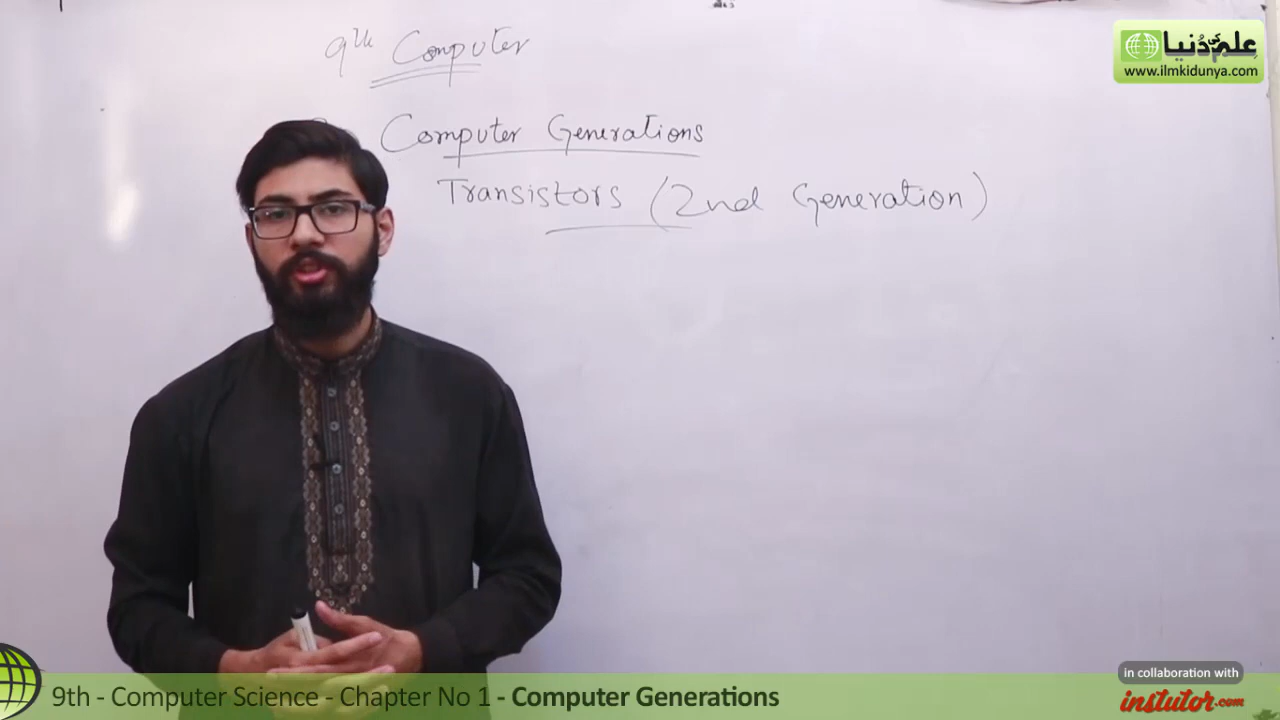 9th Computer
علم کی دُنیا
www.ilmkidunya.com
Computer Generations
Transistors (2nd Generation)
in collaboration with
instutor.com
9th - Computer Science - Chapter No 1 - Computer Generations